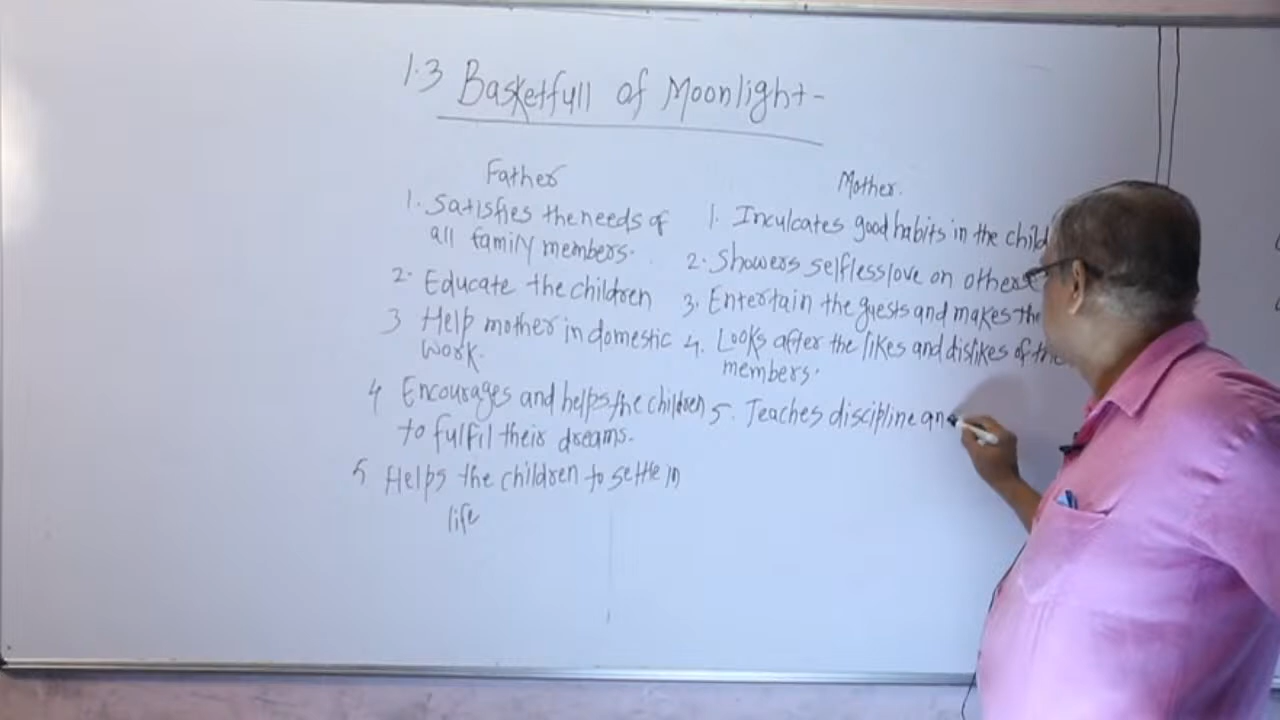 1.3 Basketfull of Moonlight-
Father
1. Satisfies the needs of
all family members.
2. Educate the children
3 Help mother in domestic
work.
4 Encourages and helps the children
to fulfil their dreams.
5 Helps the children to settle in
life
Mother.
1. Inculcates good habits in the child
2. Showers selfless love on others
3. Entertain the guests and makes the
4. Looks after the likes and dislikes of the
members.
5. Teaches discipline an